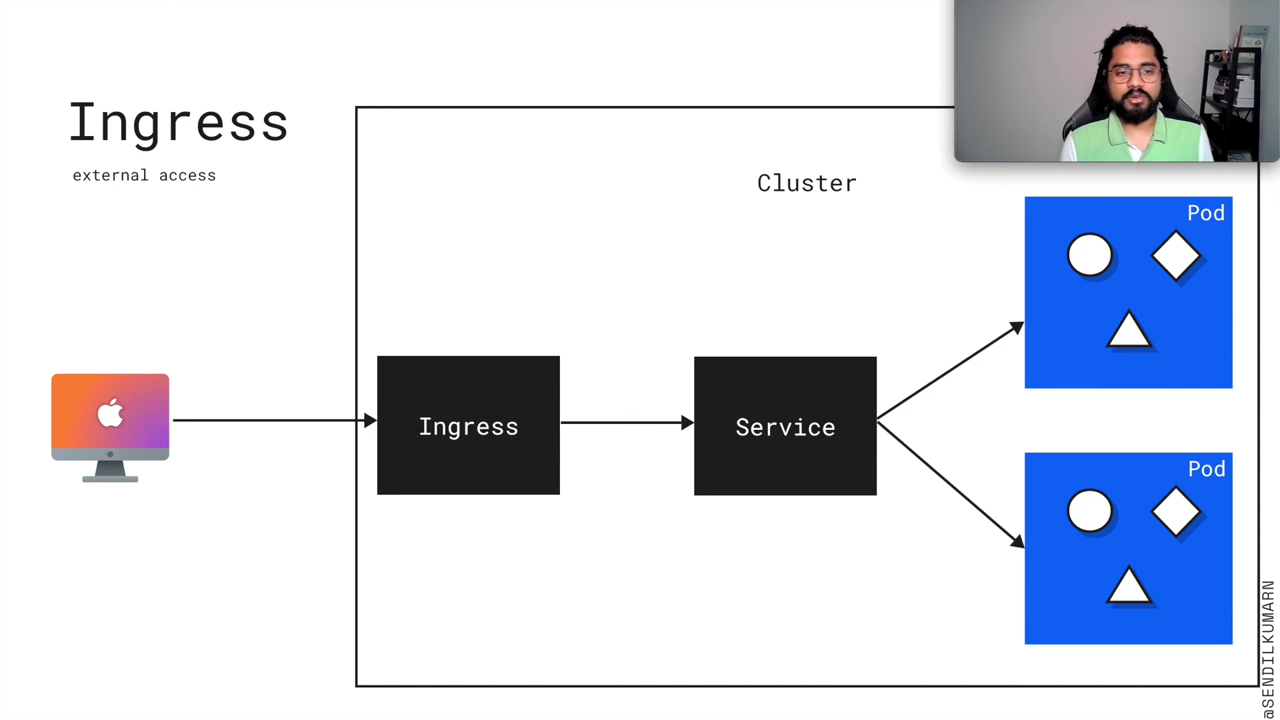 Ingress
external access
Cluster
Pod
Ingress
Service
Pod
@SENDILKUMARN